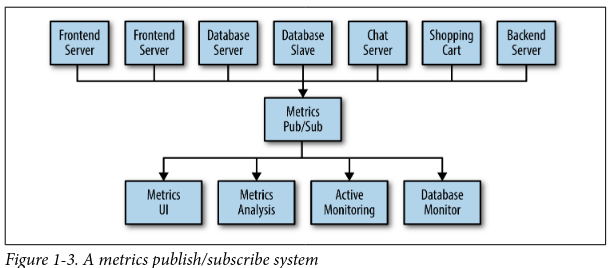 Frontend Server
Frontend Server
Database Server
Database Slave
Chat Server
Shopping Cart
Backend Server
Metrics Pub/Sub
Metrics UI
Metrics Analysis
Active Monitoring
Database Monitor
Figure 1-3. A metrics publish/subscribe system